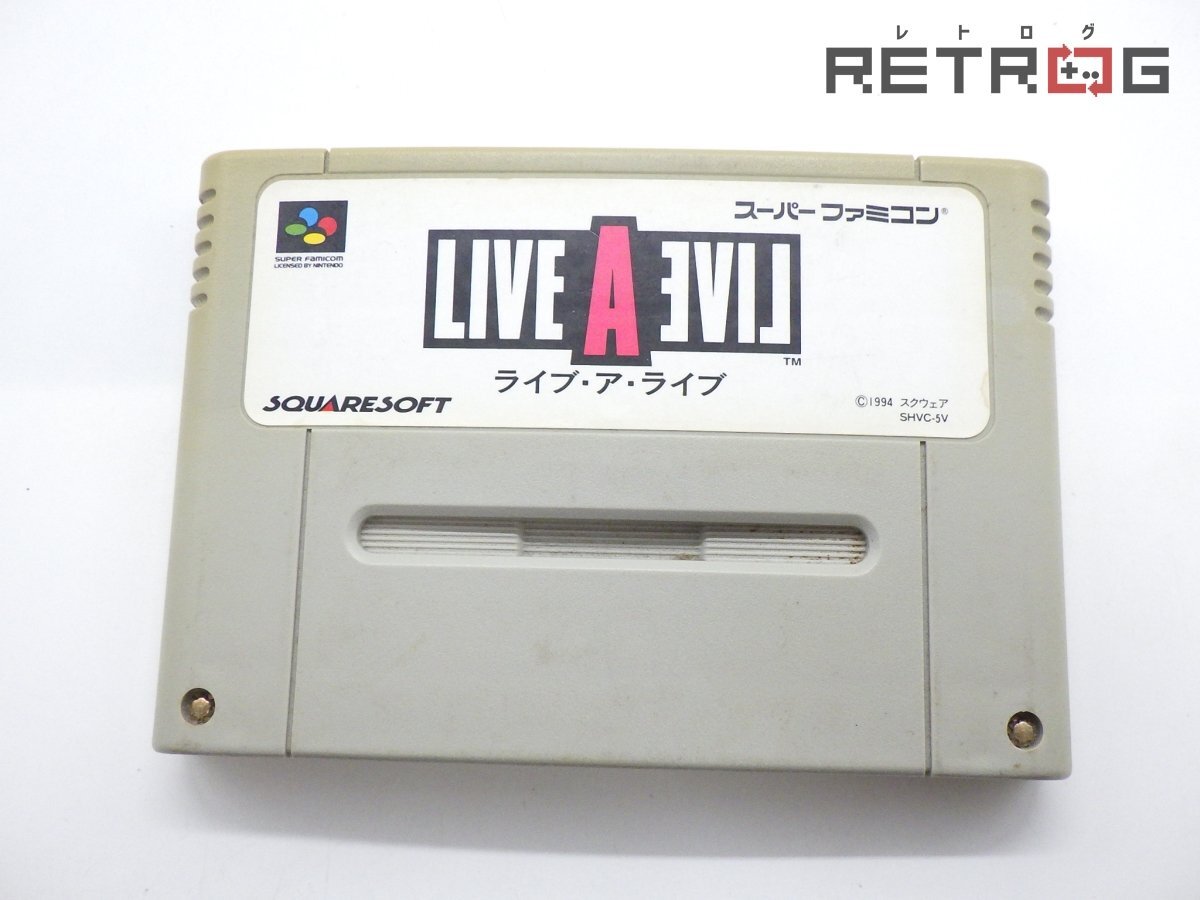 レトログ
RETROG
スーパーファミコン®
SUPER FAMICOM
LICENSED BY NINTENDO
LIVE A EVIL
TM
ライブ・ア・ライブ
SQUARESOFT
©1994 スクウェア
SHVC-5V